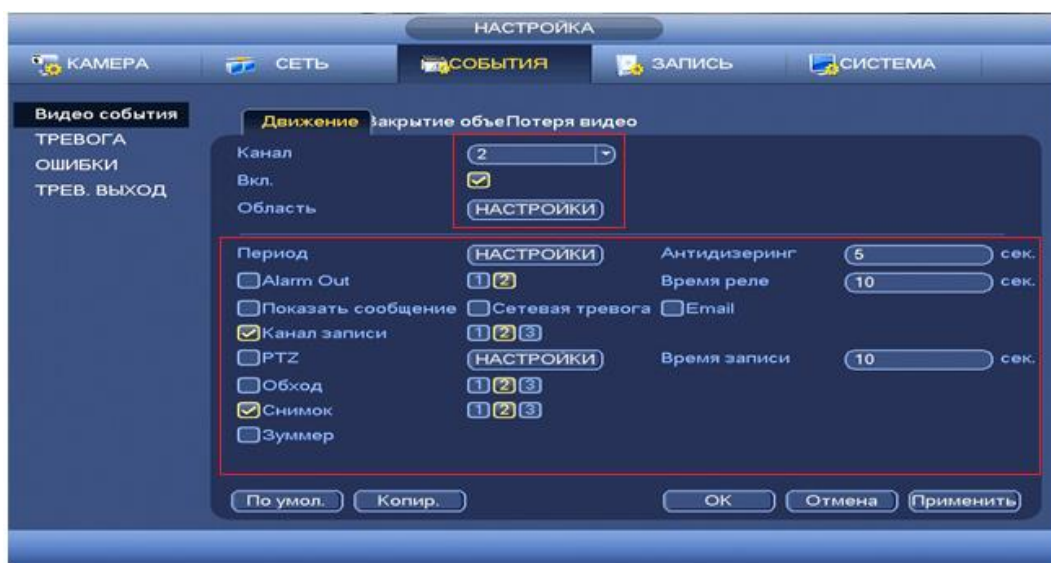 НАСТРОЙКА
КАМЕРА СЕТЬ СОБЫТИЯ ЗАПИСЬ СИСТЕМА
Видео события
ТРЕВОГА
ОШИБКИ
ТРЕВ. ВЫХОД
Движение Закрытие объе Потеря видео
Канал 2
Вкл.
Область НАСТРОЙКИ
Период НАСТРОЙКИ Антидизеринг 5 сек.
Alarm Out 1 2 Время реле 10 сек.
Показать сообщение Сетевая тревога Email
Канал записи 1 2 3
PTZ НАСТРОЙКИ Время записи 10 сек.
Обход 1 2 3
Снимок 1 2 3
Зуммер
По умол. Копир. OK Отмена Применить